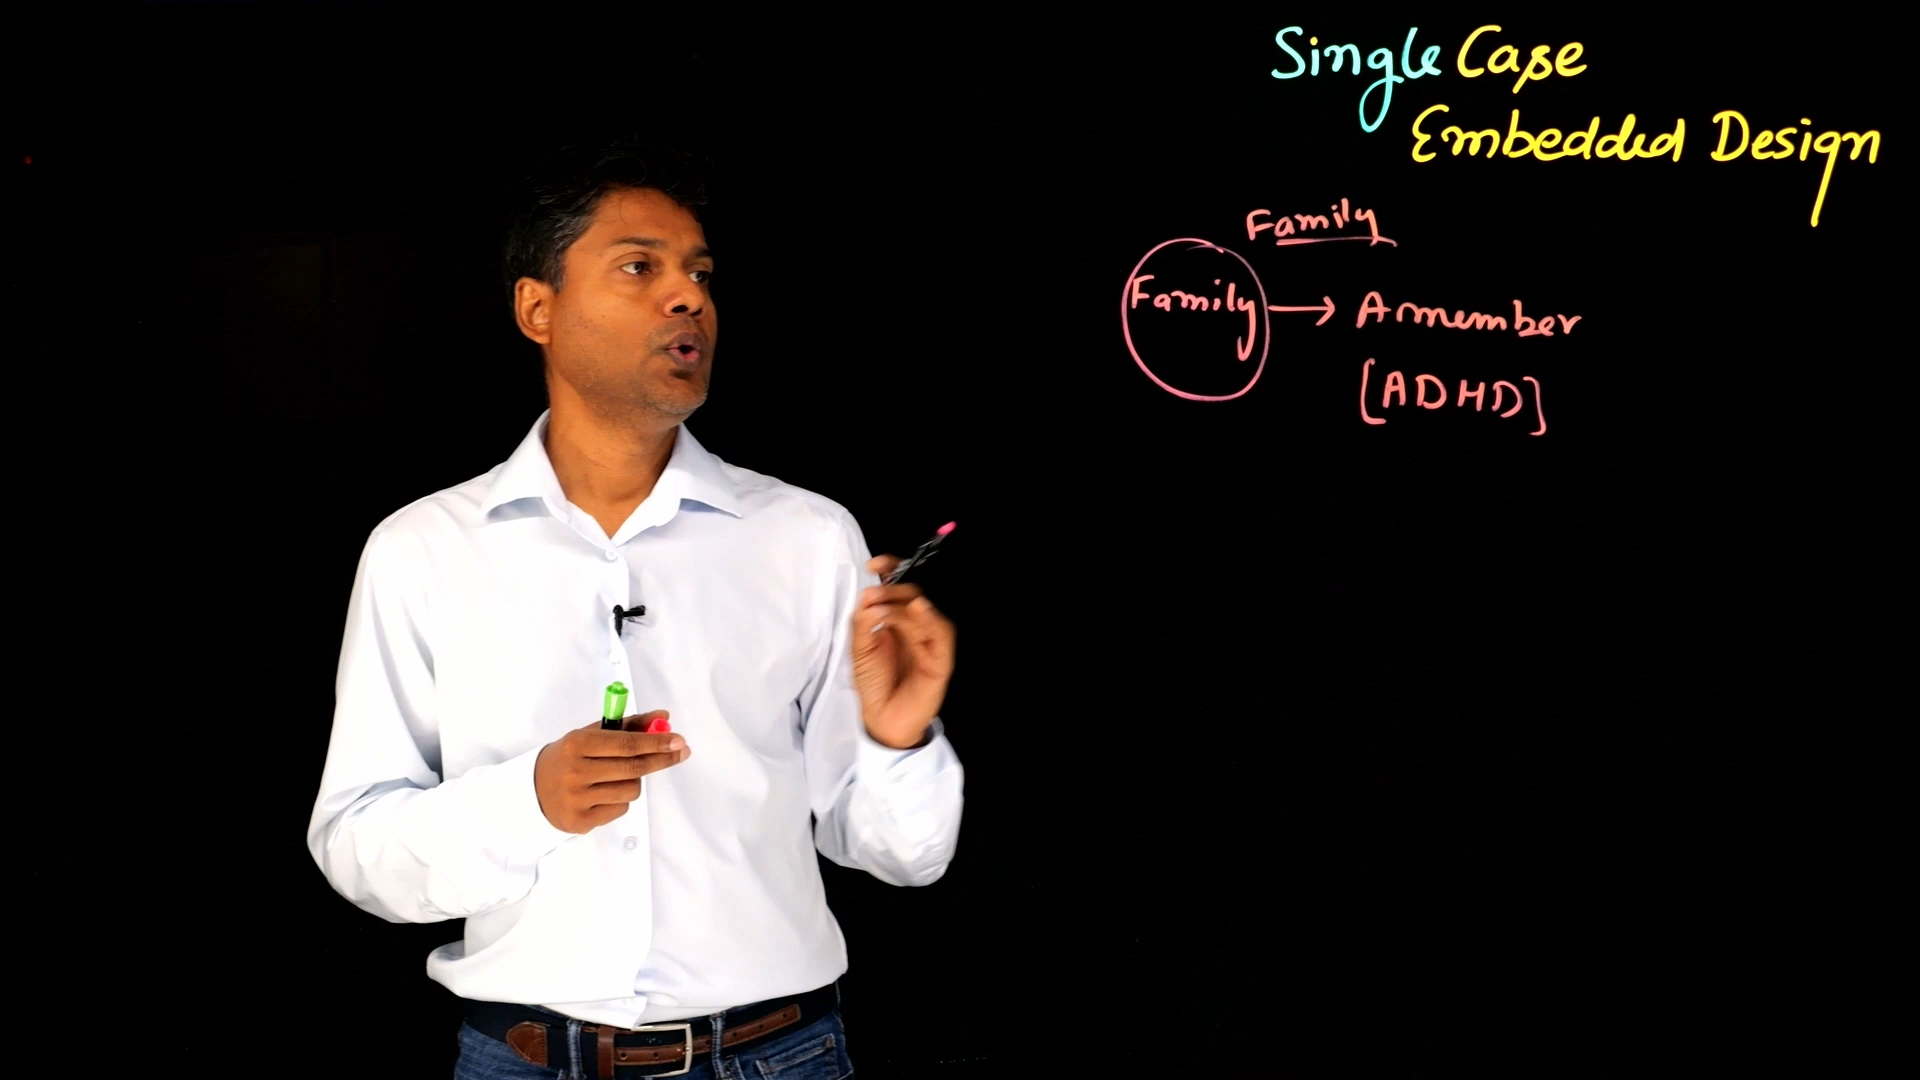 Single Case
Embedded Design
Family
Family → A member
[ADHD]